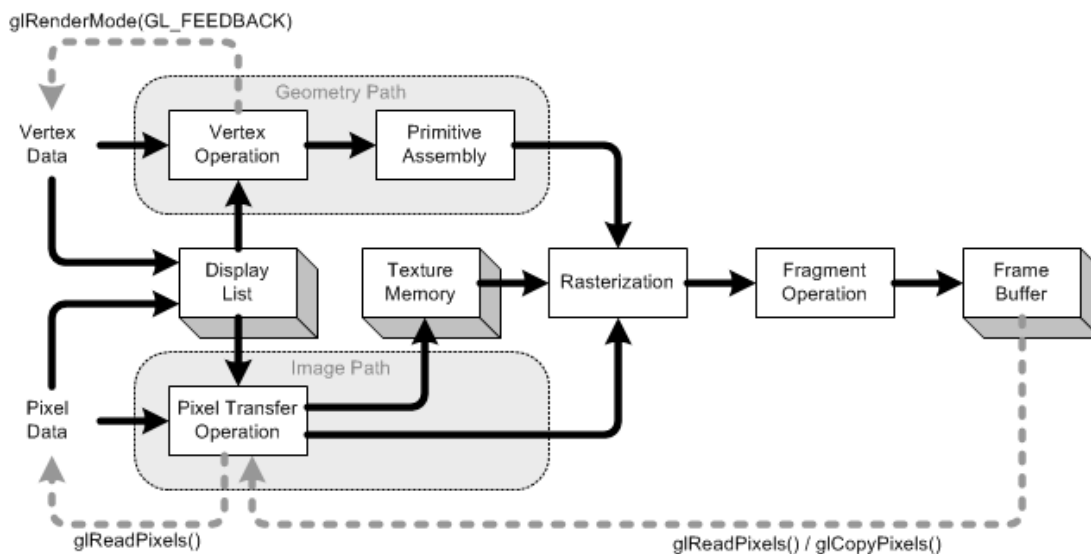 glRenderMode(GL_FEEDBACK)
Geometry Path
Vertex
Data
Vertex
Operation
Primitive
Assembly
Display
List
Texture
Memory
Rasterization
Fragment
Operation
Frame
Buffer
Image Path
Pixel
Data
Pixel Transfer
Operation
glReadPixels()
glReadPixels() / glCopyPixels()